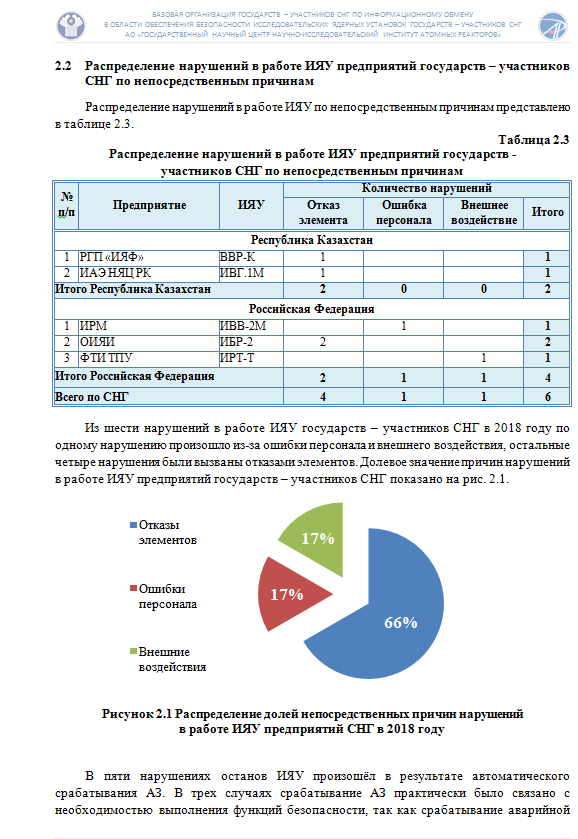 БАЗОВАЯ ОРГАНИЗАЦИЯ ГОСУДАРСТВ – УЧАСТНИКОВ СНГ ПО ИНФОРМАЦИОННОМУ ОБМЕНУ
В ОБЛАСТИ ОБЕСПЕЧЕНИЯ БЕЗОПАСНОСТИ ИССЛЕДОВАТЕЛЬСКИХ ЯДЕРНЫХ УСТАНОВОК ГОСУДАРСТВ – УЧАСТНИКОВ СНГ
АО «ГОСУДАРСТВЕННЫЙ НАУЧНЫЙ ЦЕНТР НАУЧНО-ИССЛЕДОВАТЕЛЬСКИЙ ИНСТИТУТ АТОМНЫХ РЕАКТОРОВ»
2.2 Распределение нарушений в работе ИЯУ предприятий государств – участников
СНГ по непосредственным причинам
Распределение нарушений в работе ИЯУ по непосредственным причинам представлено
в таблице 2.3.
Таблица 2.3
Распределение нарушений в работе ИЯУ предприятий государств -
участников СНГ по непосредственным причинам
№ п/п Предприятие ИЯУ Количество нарушений
Отказ элемента Ошибка персонала Внешнее воздействие Итого
Республика Казахстан
1 РГП «ИЯФ» ВВР-К 1 1
2 ИАЭ НЯЦ РК ИВГ.1М 1 1
Итого Республика Казахстан 2 0 0 2
Российская Федерация
1 ИРМ ИВВ-2М 1 1
2 ОИЯИ ИБР-2 2 2
3 ФТИ ТПУ ИРТ-Т 1 1
Итого Российская Федерация 2 1 1 4
Всего по СНГ 4 1 1 6
Из шести нарушений в работе ИЯУ государств – участников СНГ в 2018 году по
одному нарушению произошло из-за ошибки персонала и внешнего воздействия, остальные
четыре нарушения были вызваны отказами элементов. Долевое значение причин нарушений
в работе ИЯУ предприятий государств – участников СНГ показано на рис. 2.1.
Отказы
элементов
Ошибки
персонала
Внешние
воздействия
17%
17%
66%
Рисунок 2.1 Распределение долей непосредственных причин нарушений
в работе ИЯУ предприятий СНГ в 2018 году
В пяти нарушениях останов ИЯУ произошёл в результате автоматического
срабатывания АЗ. В трех случаях срабатывание АЗ практически было связано с
необходимостью выполнения функций безопасности, так как срабатывание аварийной